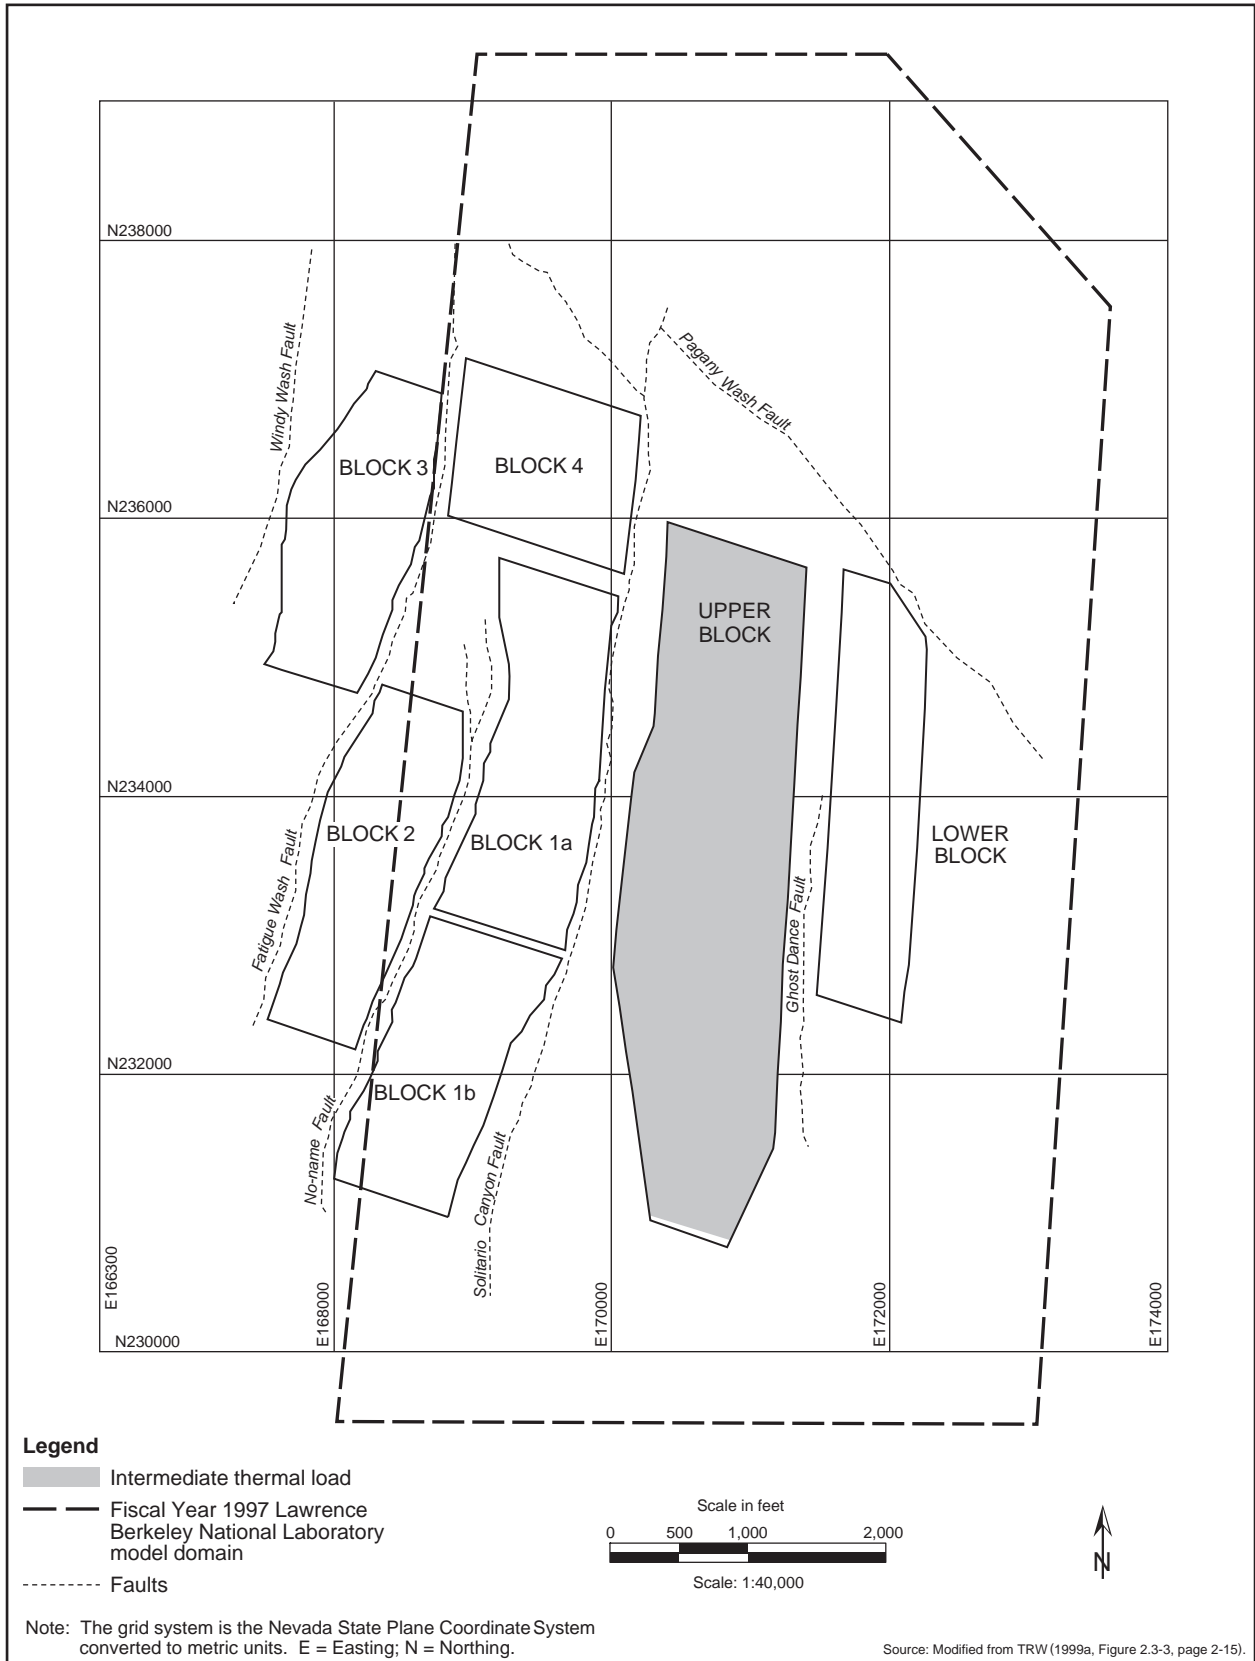 N238000
Windy Wash Fault
Pagany Wash Fault
BLOCK 3
BLOCK 4
N236000
UPPER
BLOCK
N234000
BLOCK 2
BLOCK 1a
LOWER
BLOCK
Fatigue Wash Fault
Ghost Dance Fault
N232000
BLOCK 1b
No-name Fault
Solitario Canyon Fault
E166300
E168000
E170000
E172000
E174000
N230000
Legend
Intermediate thermal load
Fiscal Year 1997 Lawrence
Berkeley National Laboratory
model domain
Faults
Scale in feet
0 500 1,000 2,000
Scale: 1:40,000
N
Note: The grid system is the Nevada State Plane Coordinate System
converted to metric units. E = Easting; N = Northing.
Source: Modified from TRW (1999a, Figure 2.3-3, page 2-15).